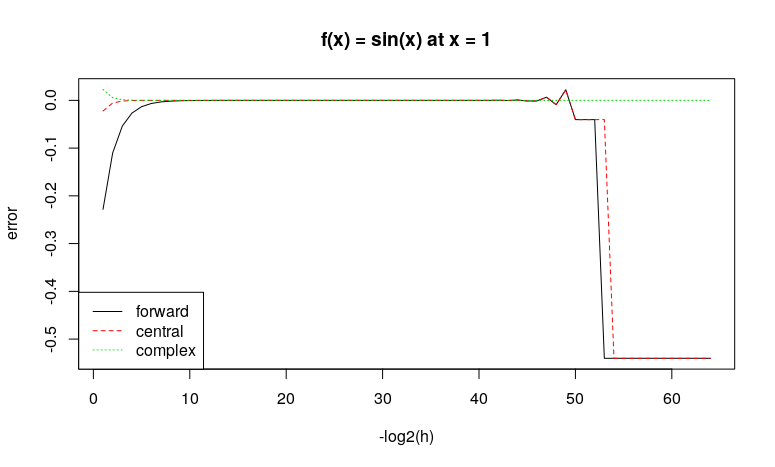 f(x) = sin(x) at x = 1
error
0.0
-0.1
-0.2
-0.3
-0.4
-0.5
forward
central
complex
0 10 20 30 40 50 60
-log2(h)